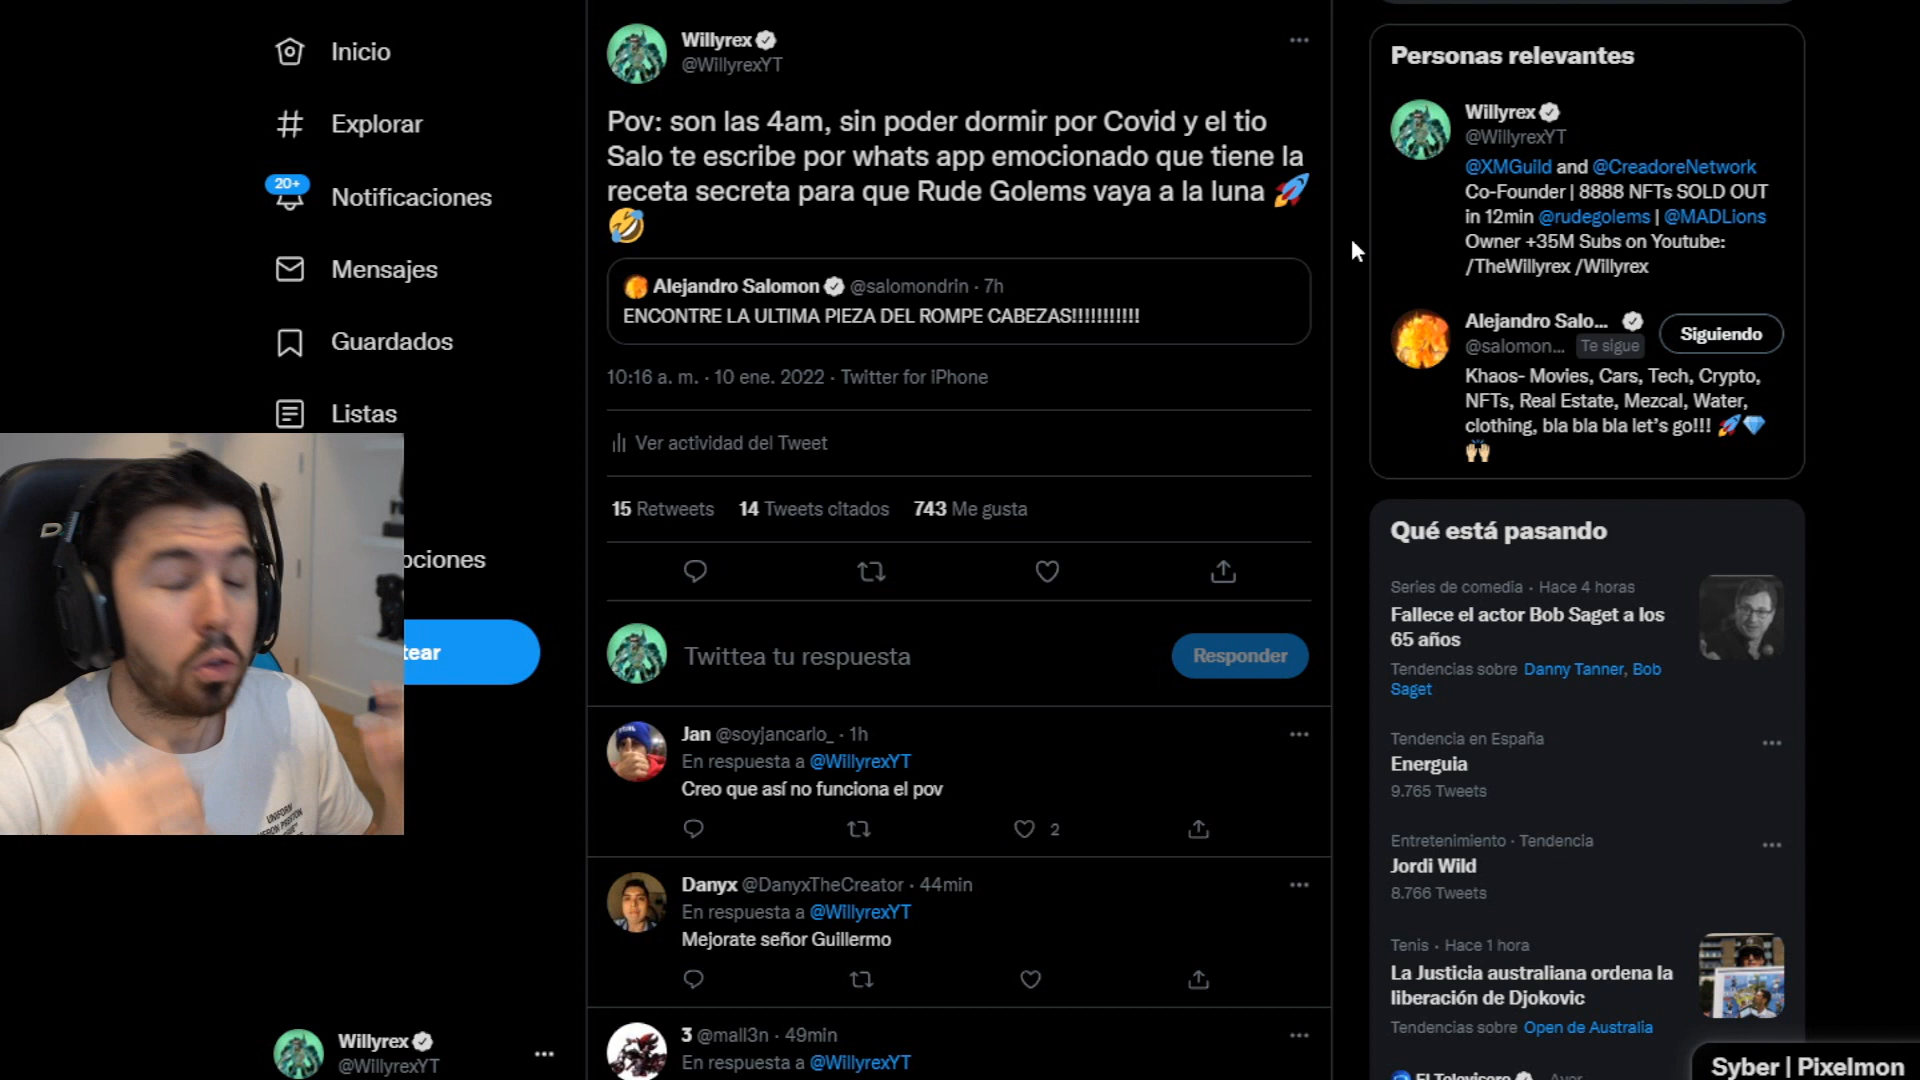 Inicio
Explorar
20+
Notificaciones
Mensajes
Guardados
Listas
pciones
tear
Willyrex
@WillyrexYT
Willyrex
@WillyrexYT
Pov: son las 4am, sin poder dormir por Covid y el tio
Salo te escribe por whats app emocionado que tiene la
receta secreta para que Rude Golems vaya a la luna 🚀
🤣
Alejandro Salomon @salomondrin · 7h
ENCONTRE LA ULTIMA PIEZA DEL ROMPE CABEZAS!!!!!!!!!!!
10:16 a. m. · 10 ene. 2022 · Twitter for iPhone
Ver actividad del Tweet
15 Retweets 14 Tweets citados 743 Me gusta
Twittea tu respuesta
Responder
Jan @soyjancarlo_ · 1h
En respuesta a @WillyrexYT
Creo que así no funciona el pov
2
Danyx @DanyxTheCreator · 44min
En respuesta a @WillyrexYT
Mejorate señor Guillermo
3 @mall3n · 49min
En respuesta a @WillyrexYT
Personas relevantes
Willyrex
@WillyrexYT
@XMGuild and @CreadoreNetwork
Co-Founder | 8888 NFTs SOLD OUT
in 12min @rudegolems | @MADLions
Owner +35M Subs on Youtube:
/TheWillyrex /Willyrex
Alejandro Salo...
@salomon... Te sigue
Siguiendo
Khaos- Movies, Cars, Tech, Crypto,
NFTs, Real Estate, Mezcal, Water,
clothing, bla bla bla let's go!!! 🚀💎
🙌🏻
Qué está pasando
Series de comedia · Hace 4 horas
Fallece el actor Bob Saget a los
65 años
Tendencias sobre Danny Tanner, Bob
Saget
Tendencia en España
Energuia
9.765 Tweets
Entretenimiento · Tendencia
Jordi Wild
8.766 Tweets
Tenis · Hace 1 hora
La Justicia australiana ordena la
liberación de Djokovic
Tendencias sobre Open de Australia
Syber | Pixelmon